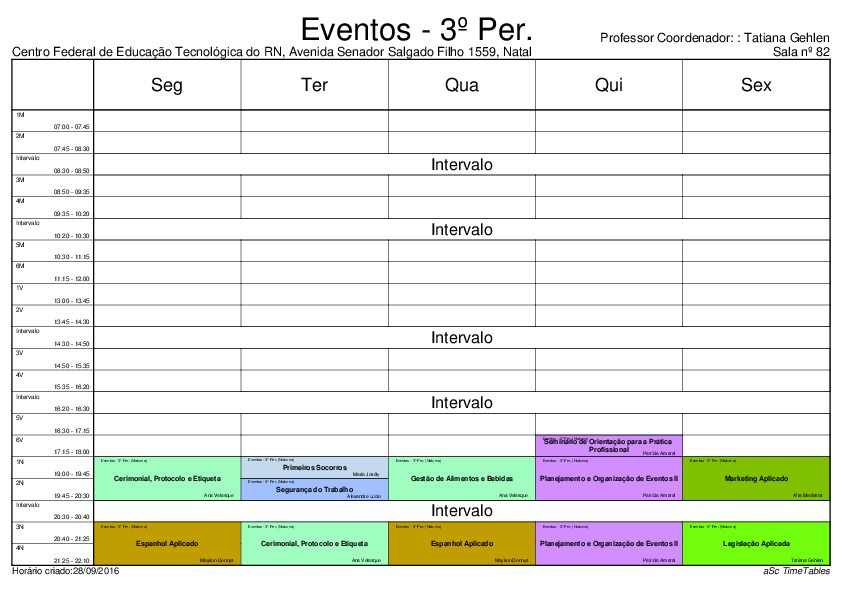 Eventos - 3º Per.
Professor Coordenador: : Tatiana Gehlen
Centro Federal de Educação Tecnológica do RN, Avenida Senador Salgado Filho 1559, Natal
Sala nº 82
Seg Ter Qua Qui Sex
1M
07:00 - 07:45
2M
07:45 - 08:30
Intervalo
08:30 - 08:50
Intervalo
3M
08:50 - 09:35
4M
09:35 - 10:20
Intervalo
10:20 - 10:30
Intervalo
5M
10:30 - 11:15
6M
11:15 - 12:00
1V
13:00 - 13:45
2V
13:45 - 14:30
Intervalo
14:30 - 14:50
Intervalo
3V
14:50 - 15:35
4V
15:35 - 16:20
Intervalo
16:20 - 16:30
Intervalo
5V
16:30 - 17:15
6V
17:15 - 18:00
Seminário de Orientação para a Prática
Profissional
Patrícia Amaral
1N
19:00 - 19:45
2N
19:45 - 20:30
Eventos - 3º Per. (Noturno)
Cerimonial, Protocolo e Etiqueta
Ana Velasque
Eventos - 3º Per. (Noturno)
Primeiros Socorros
Maria Joadly
Eventos - 3º Per. (Noturno)
Segurança do Trabalho
Alexandre Lúcio
Eventos - 3º Per. (Noturno)
Gestão de Alimentos e Bebidas
Ana Velasque
Eventos - 3º Per. (Noturno)
Planejamento e Organização de Eventos II
Patrícia Amaral
Eventos - 3º Per. (Noturno)
Marketing Aplicado
Intervalo
20:30 - 20:40
Intervalo
3N
20:40 - 21:25
4N
21:25 - 22:10
Eventos - 3º Per. (Noturno)
Espanhol Aplicado
Maykon Dennys
Eventos - 3º Per. (Noturno)
Cerimonial, Protocolo e Etiqueta
Ana Velasque
Eventos - 3º Per. (Noturno)
Espanhol Aplicado
Maykon Dennys
Eventos - 3º Per. (Noturno)
Planejamento e Organização de Eventos II
Patrícia Amaral
Eventos - 3º Per. (Noturno)
Legislação Aplicada
Tatiana Gehlen
Horário criado:28/09/2016
aSc TimeTables